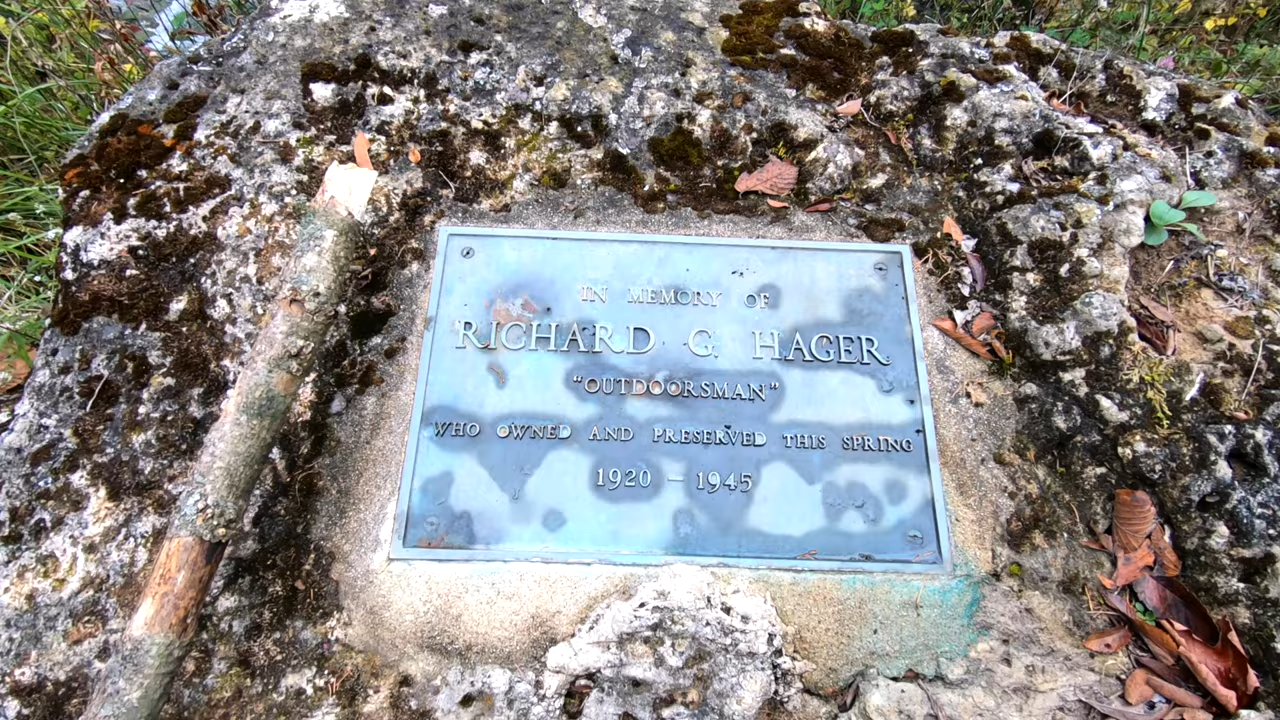 IN MEMORY OF
RICHARD G. HAGER
"OUTDOORSMAN"
WHO OWNED AND PRESERVED THIS SPRING
1920 – 1945